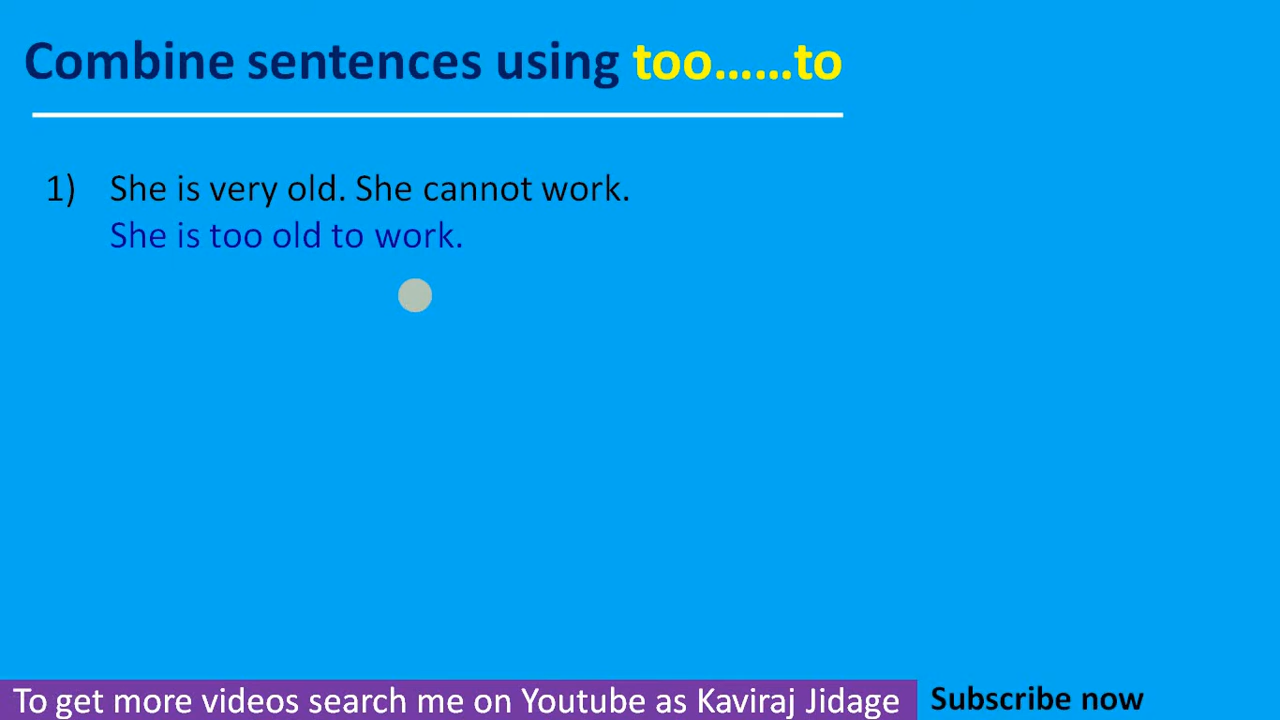 Combine sentences using too......to
1) She is very old. She cannot work.
She is too old to work.
To get more videos search me on Youtube as Kaviraj Jidage
Subscribe now